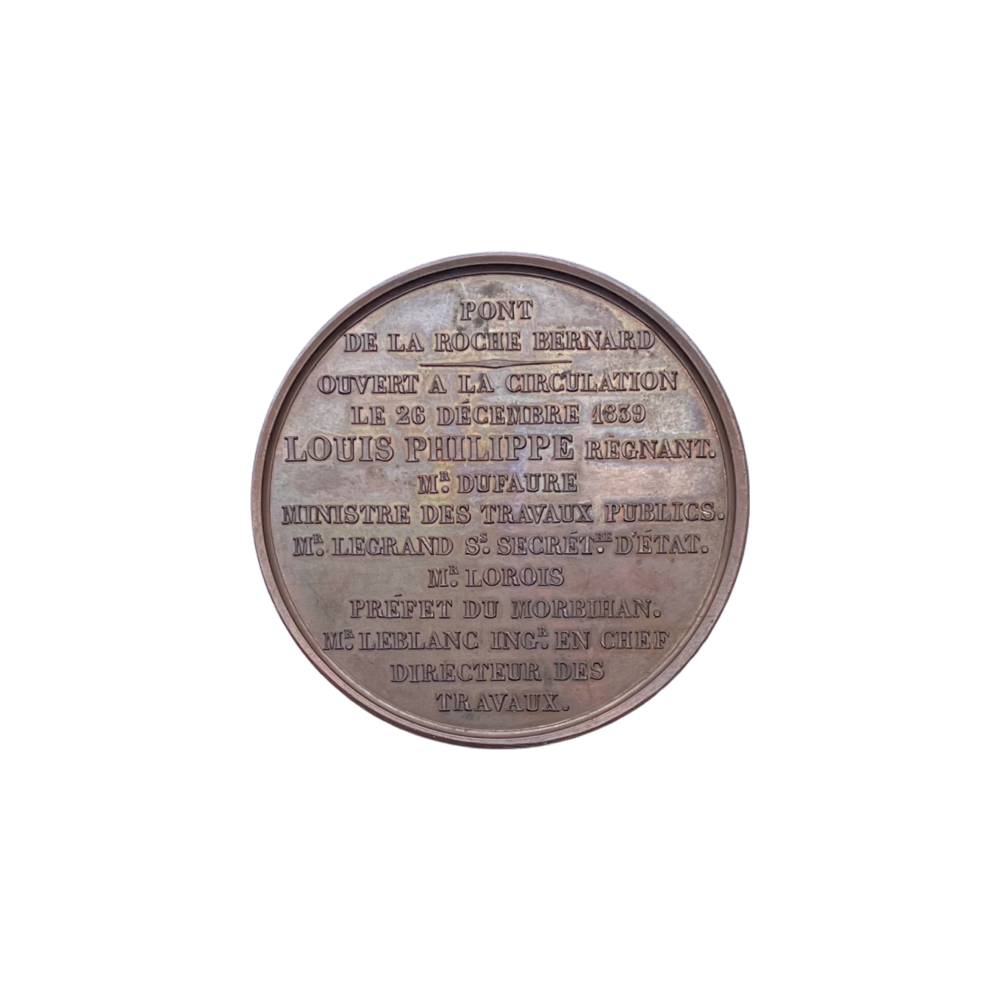 PONT
DE LA ROCHE BERNARD
OUVERT A LA CIRCULATION
LE 26 DÉCEMBRE 1839
LOUIS PHILIPPE RÉGNANT.
MR. DUFAURE
MINISTRE DES TRAVAUX PUBLICS.
MR. LEGRAND SS. SECRÉT.RE D'ÉTAT.
MR. LOROIS
PRÉFET DU MORBIHAN.
MR. LEBLANC INGR. EN CHEF
DIRECTEUR DES
TRAVAUX.